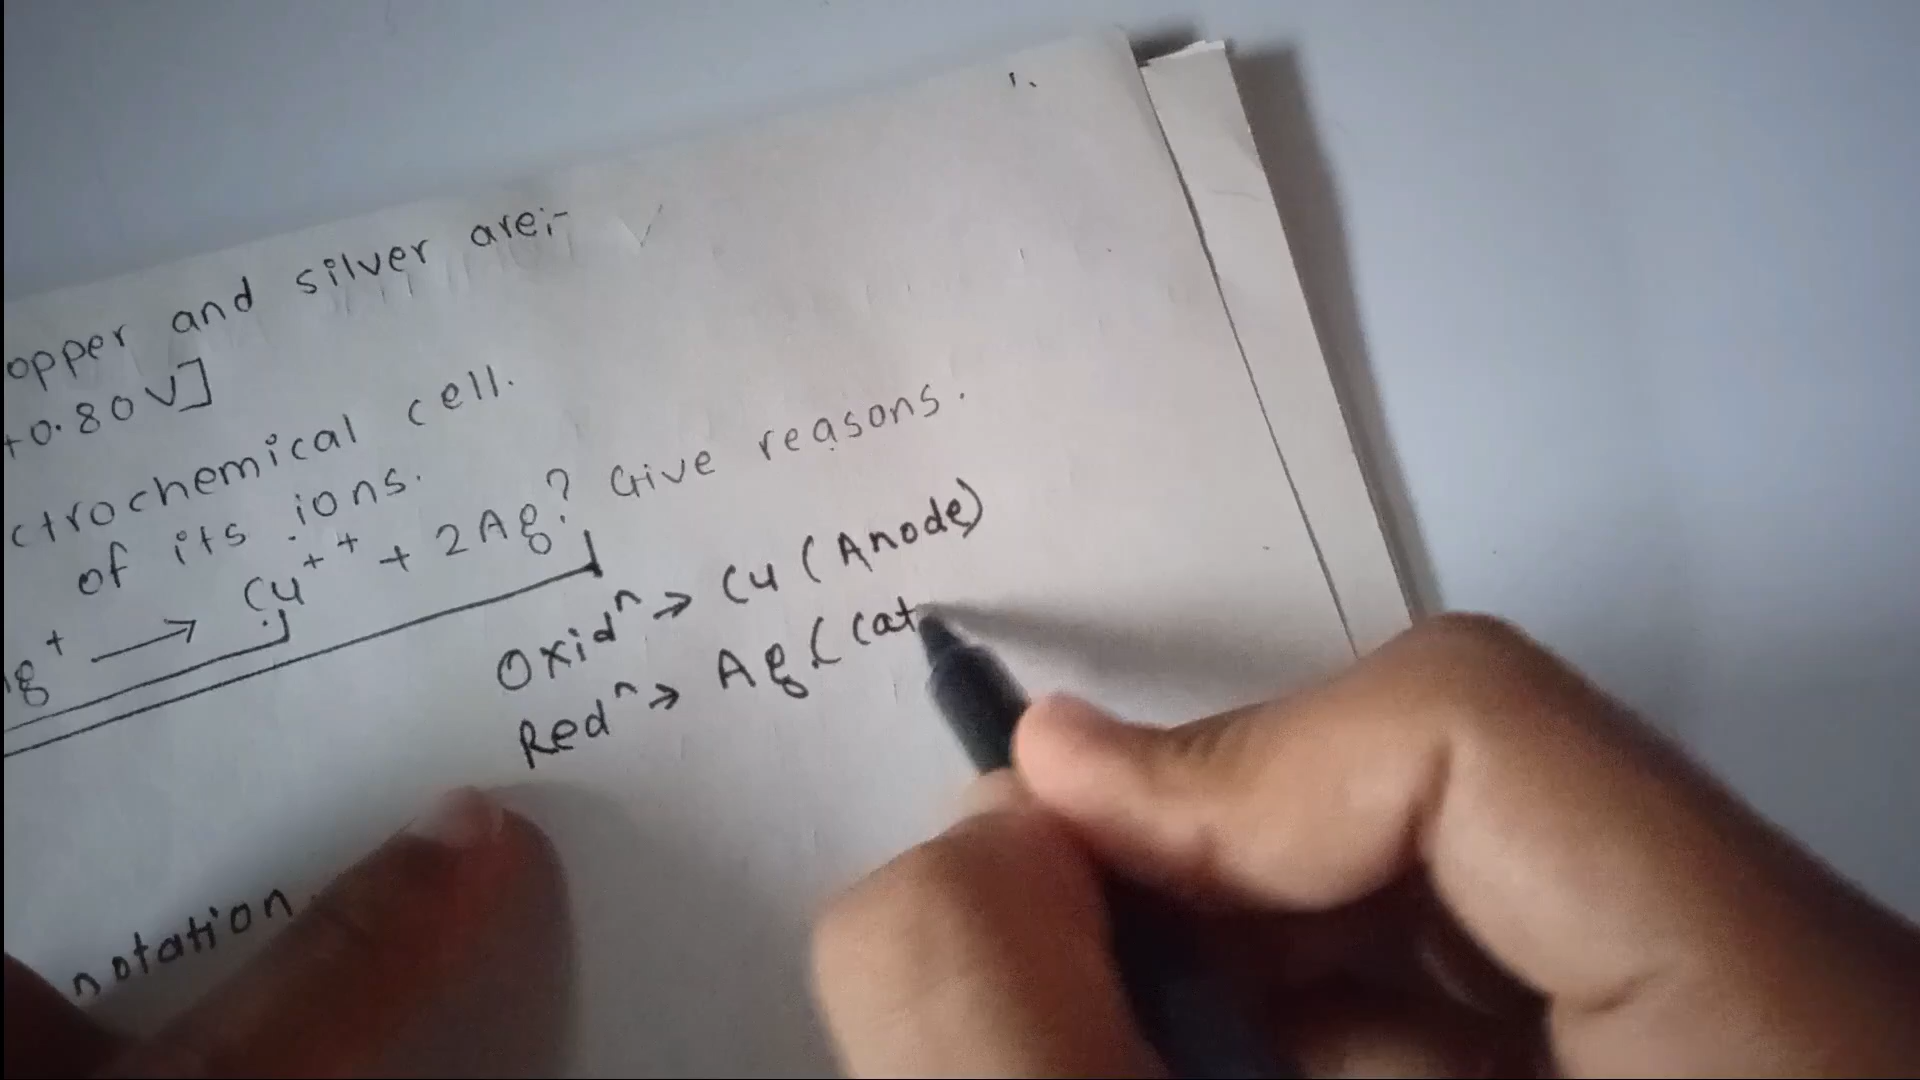 opper and silver are:-
+0.80V]
ctrochemical cell.
of its ions.
g⁺ → Cu⁺⁺ + 2Ag? Give reasons.
Oxidⁿ → Cu (Anode)
Redⁿ → Ag (Cat
notation